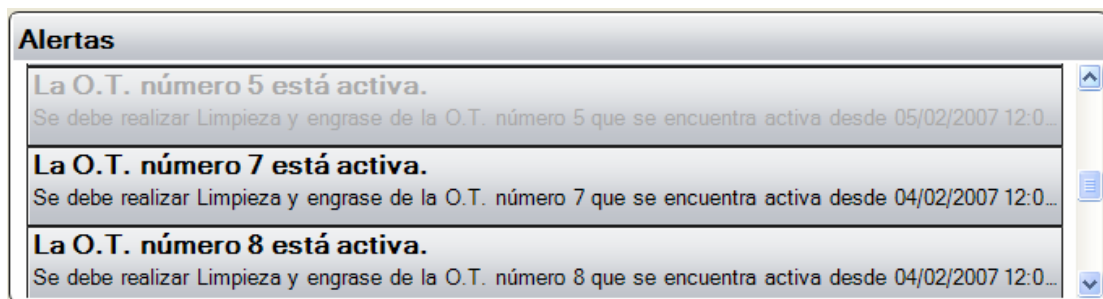 Alertas
La O.T. número 5 está activa.
Se debe realizar Limpieza y engrase de la O.T. número 5 que se encuentra activa desde 05/02/2007 12:0...
La O.T. número 7 está activa.
Se debe realizar Limpieza y engrase de la O.T. número 7 que se encuentra activa desde 04/02/2007 12:0...
La O.T. número 8 está activa.
Se debe realizar Limpieza y engrase de la O.T. número 8 que se encuentra activa desde 04/02/2007 12:0...